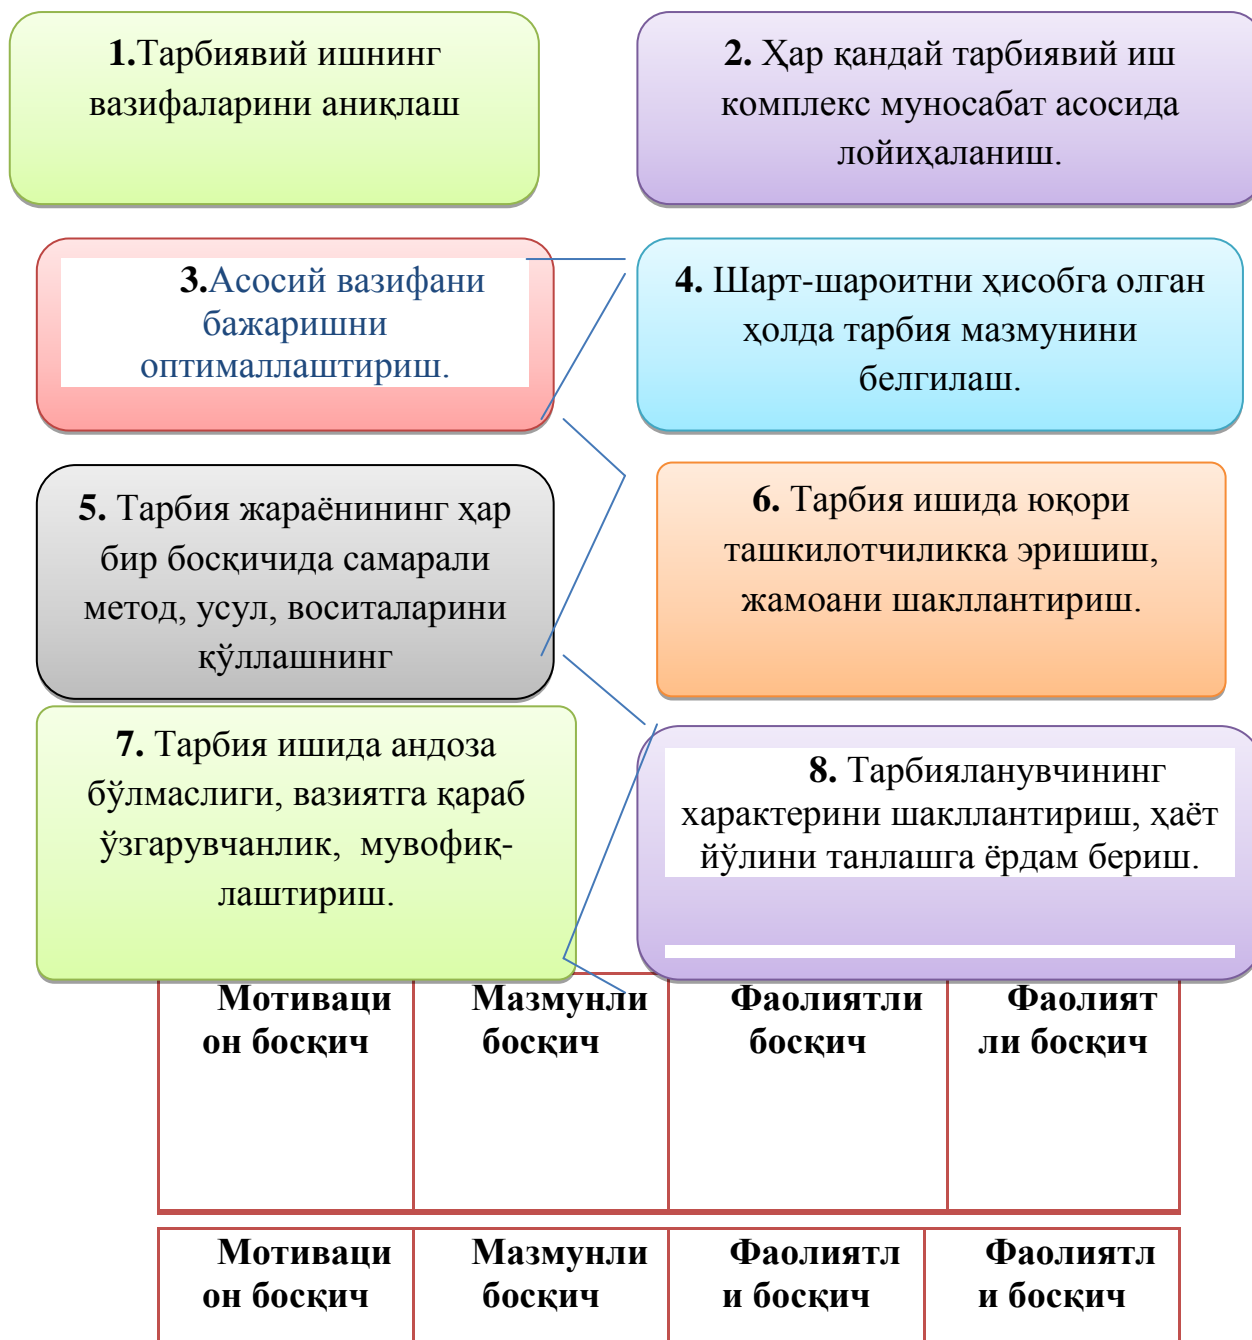 1.Тарбиявий ишнинг
вазифаларини аниқлаш
2. Ҳар қандай тарбиявий иш
комплекс муносабат асосида
лойиҳаланиш.
3.Асосий вазифани
бажаришни
оптималлаштириш.
4. Шарт-шароитни ҳисобга олган
ҳолда тарбия мазмунини
белгилаш.
5. Тарбия жараёнининг ҳар
бир босқичида самарали
метод, усул, воситаларини
қўллашнинг
6. Тарбия ишида юқори
ташкилотчиликка эришиш,
жамоани шакллантириш.
7. Тарбия ишида андоза
бўлмаслиги, вазиятга қараб
ўзгарувчанлик, мувофиқ-
лаштириш.
8. Тарбияланувчининг
характерини шакллантириш, ҳаёт
йўлини танлашга ёрдам бериш.
Мотиваци
он босқич
Мазмунли
босқич
Фаолиятли
босқич
Фаолият
ли босқич
Мотиваци
он босқич
Мазмунли
босқич
Фаолиятл
и босқич
Фаолиятл
и босқич